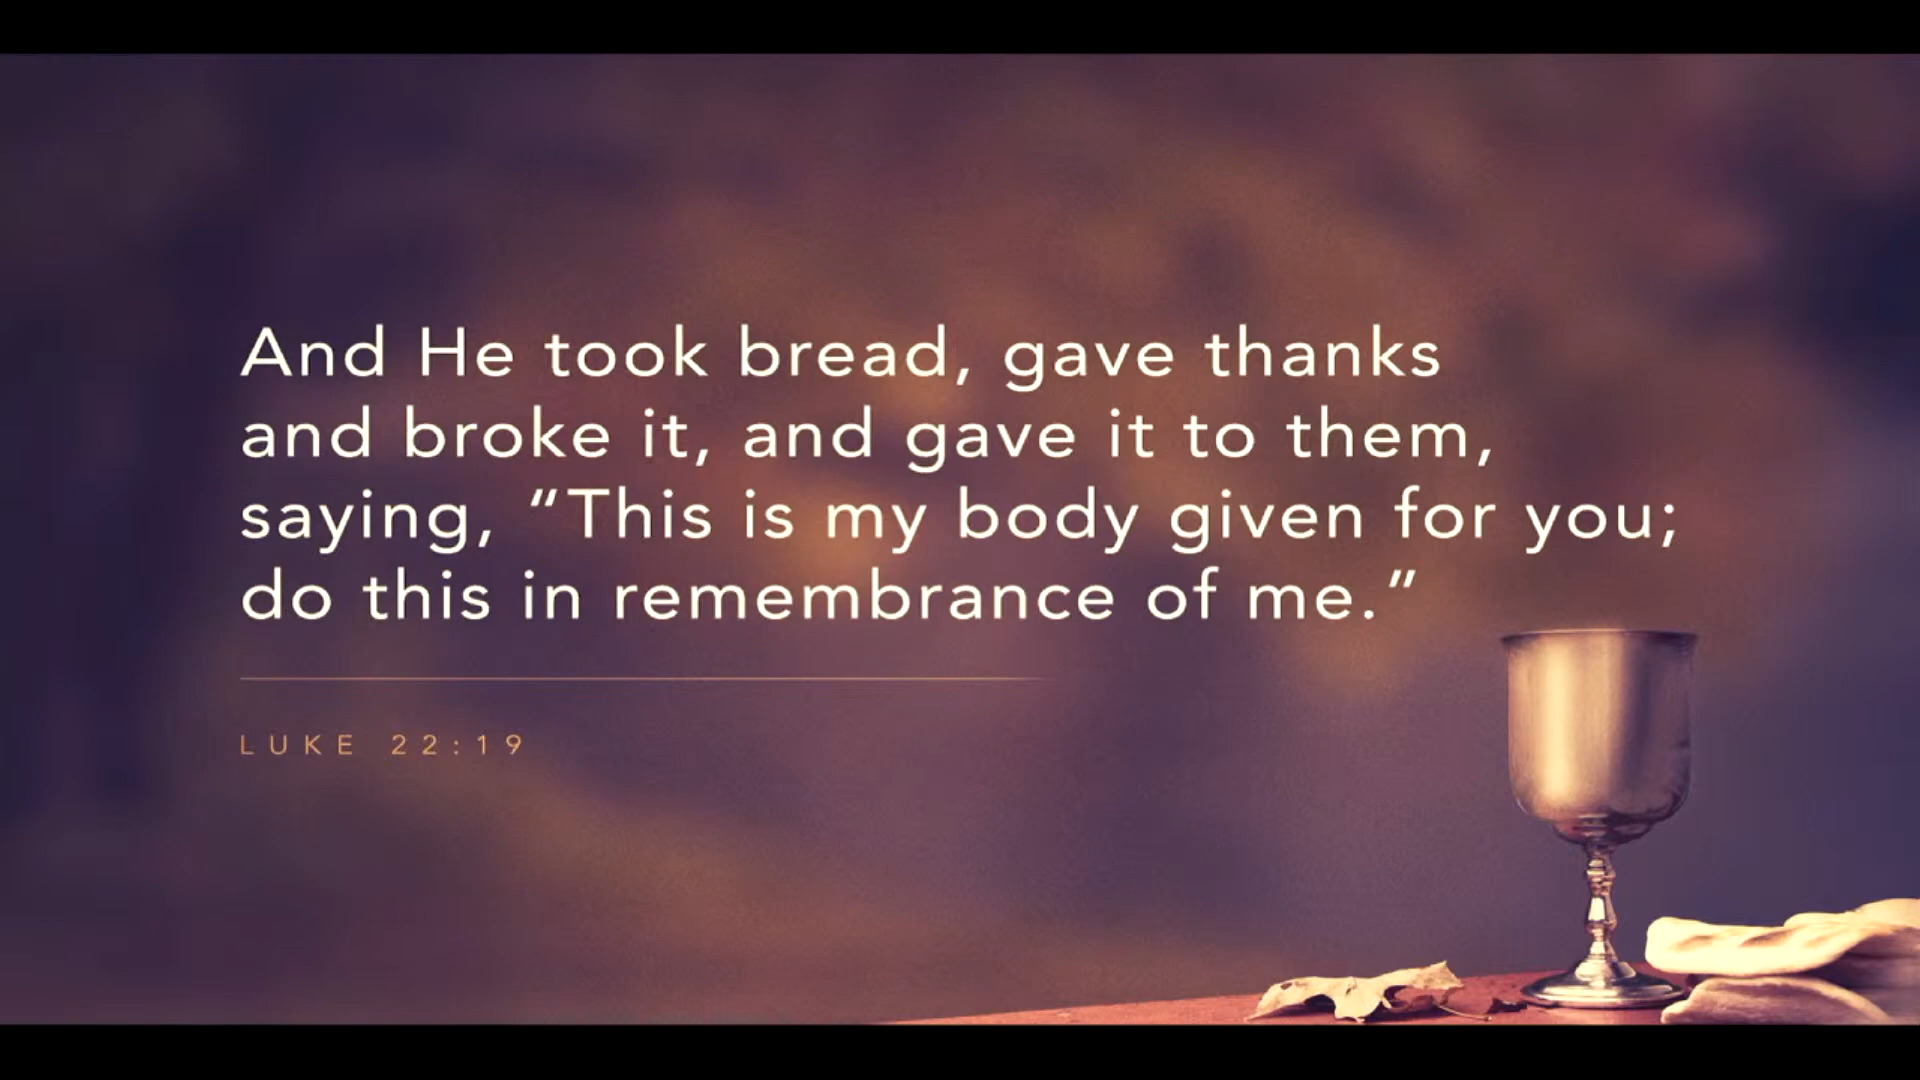 And He took bread, gave thanks
and broke it, and gave it to them,
saying, “This is my body given for you;
do this in remembrance of me.”
LUKE 22:19